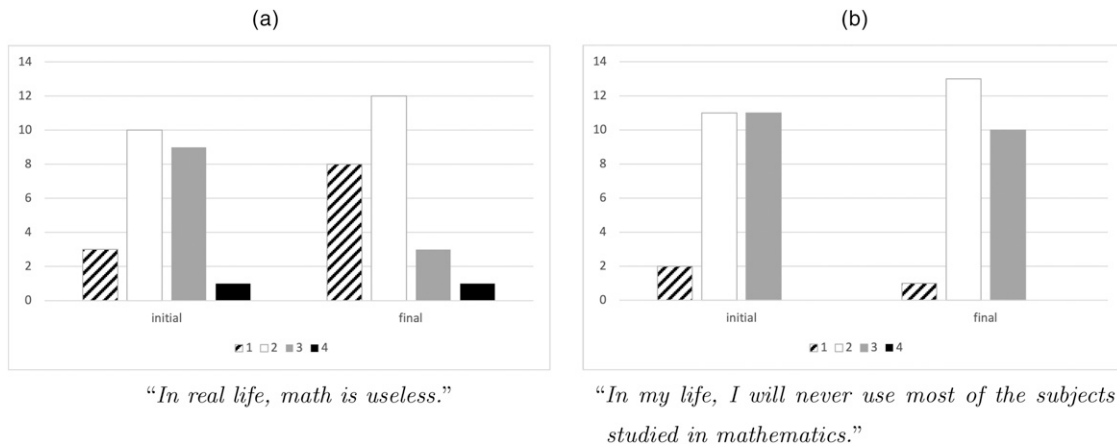 (a)
14
12
10
8
6
4
2
0
initial
final
1 2 3 4
“In real life, math is useless.”
(b)
14
12
10
8
6
4
2
0
initial
final
1 2 3 4
“In my life, I will never use most of the subjects
studied in mathematics.”